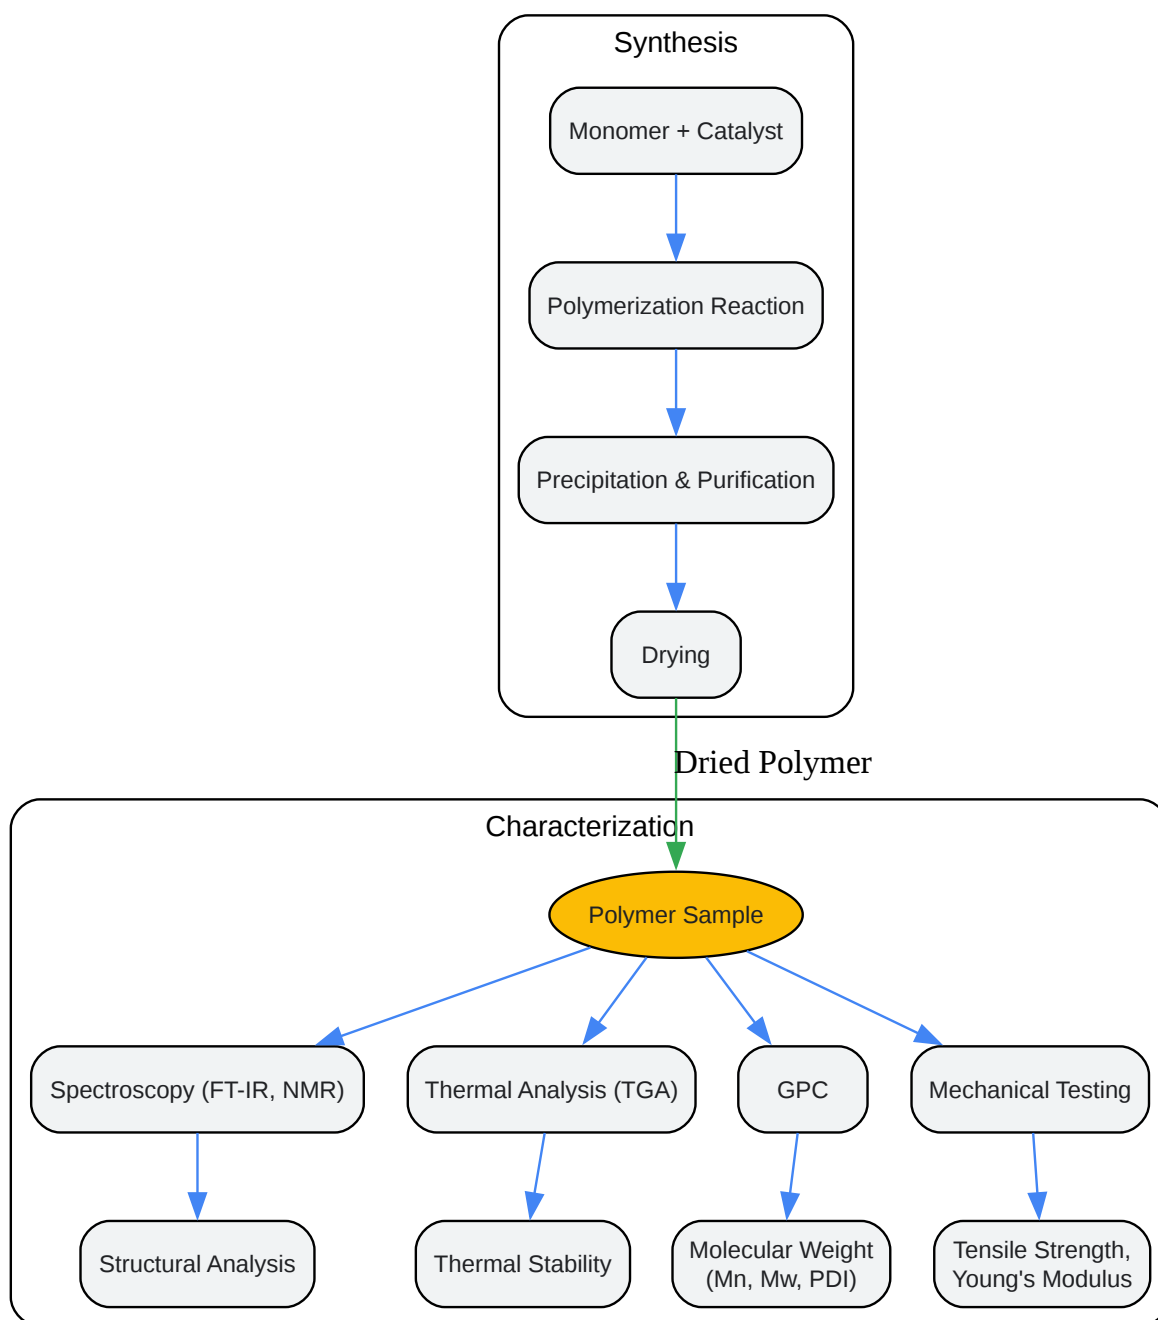 Synthesis
Monomer + Catalyst
Polymerization Reaction
Precipitation & Purification
Drying
Dried Polymer
Characterization
Polymer Sample
Spectroscopy (FT-IR, NMR)
Thermal Analysis (TGA)
GPC
Mechanical Testing
Structural Analysis
Thermal Stability
Molecular Weight
(Mn, Mw, PDI)
Tensile Strength,
Young's Modulus